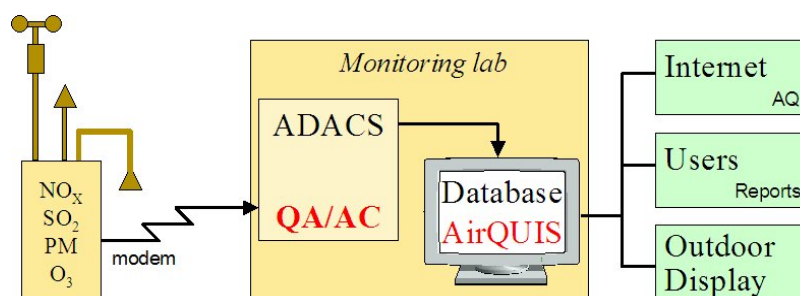 Monitoring lab
ADACS
QA/AC
Database
AirQUIS
NOX
SO2
PM
O3
modem
Internet
AQ
Users
Reports
Outdoor
Display